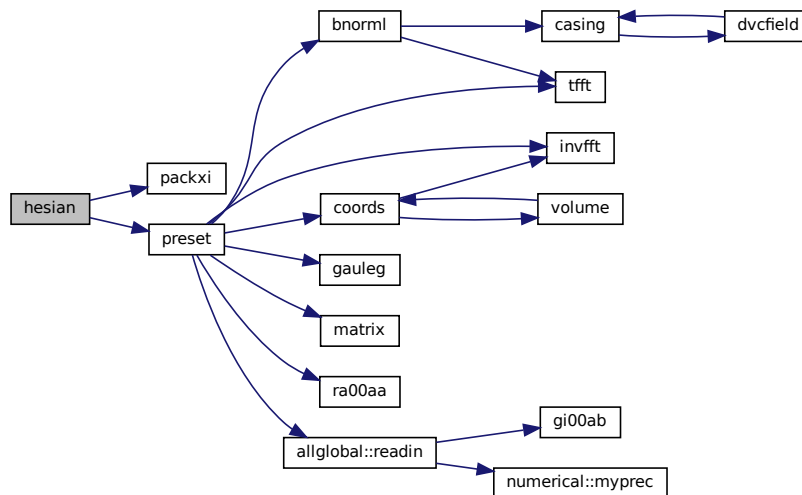 bnorml
casing
dvcfield
tfft
invfft
packxi
hesian
coords
volume
preset
gauleg
matrix
ra00aa
gi00ab
allglobal::readin
numerical::myprec